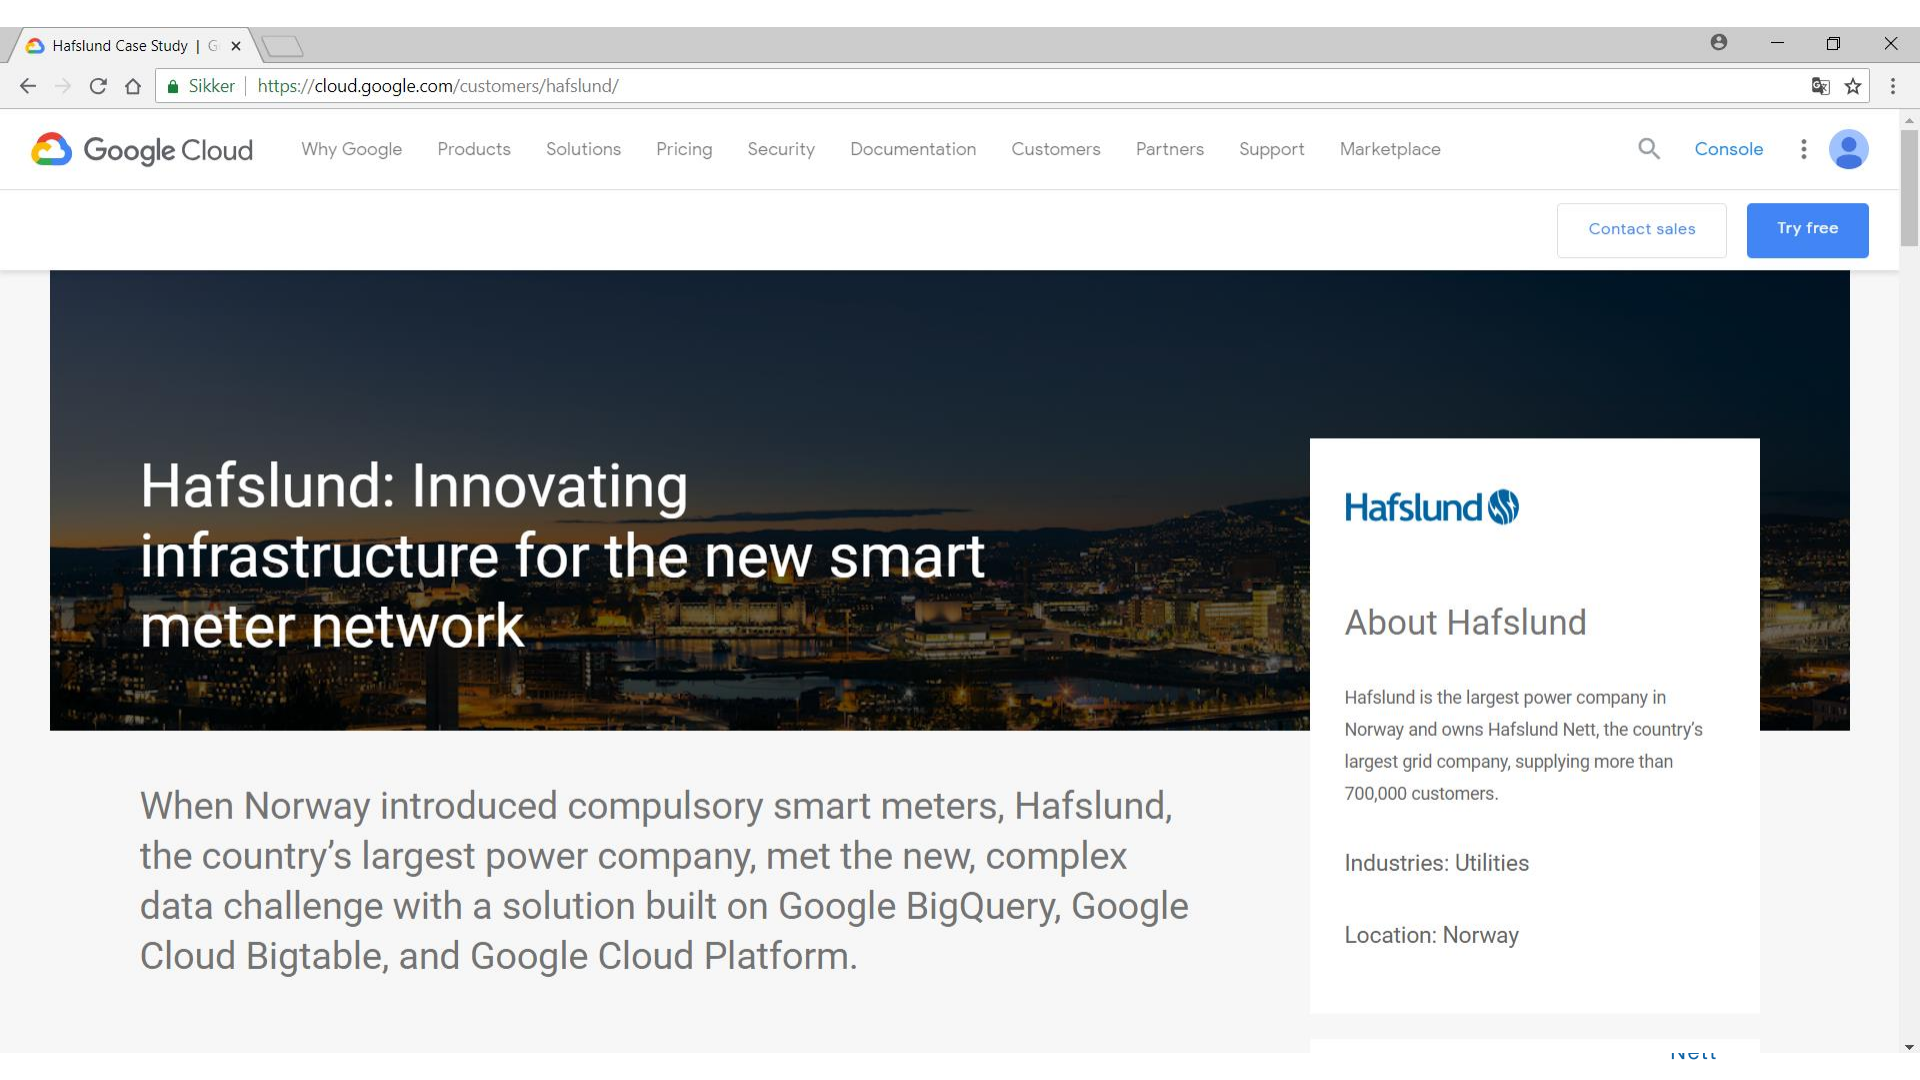 Hafslund Case Study | G
Sikker
https://cloud.google.com/customers/hafslund/
Google Cloud
Why Google
Products
Solutions
Pricing
Security
Documentation
Customers
Partners
Support
Marketplace
Console
Contact sales
Try free
Hafslund: Innovating
infrastructure for the new smart
meter network
When Norway introduced compulsory smart meters, Hafslund,
the country’s largest power company, met the new, complex
data challenge with a solution built on Google BigQuery, Google
Cloud Bigtable, and Google Cloud Platform.
Hafslund
About Hafslund
Hafslund is the largest power company in
Norway and owns Hafslund Nett, the country’s
largest grid company, supplying more than
700,000 customers.
Industries: Utilities
Location: Norway
Nett